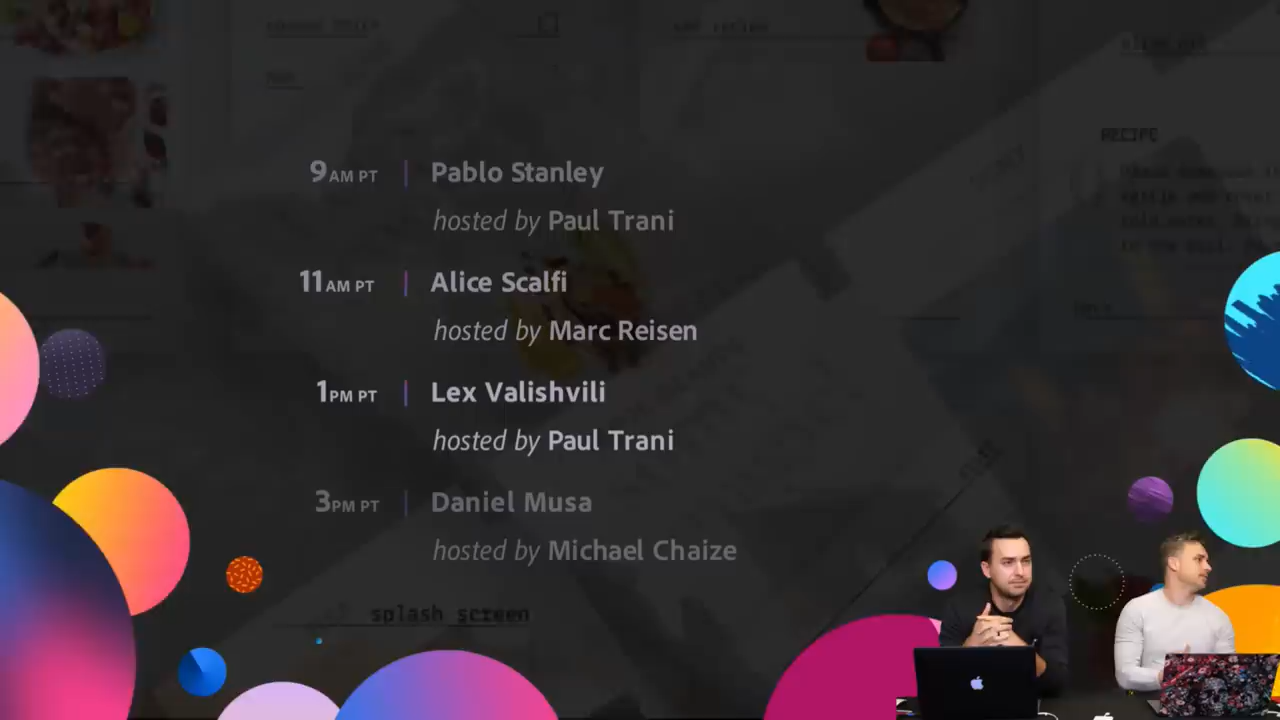 RECIPE
9AM PT | Pablo Stanley
hosted by Paul Trani
11AM PT | Alice Scalfi
hosted by Marc Reisen
1PM PT | Lex Valishvili
hosted by Paul Trani
3PM PT | Daniel Musa
hosted by Michael Chaize
splash screen